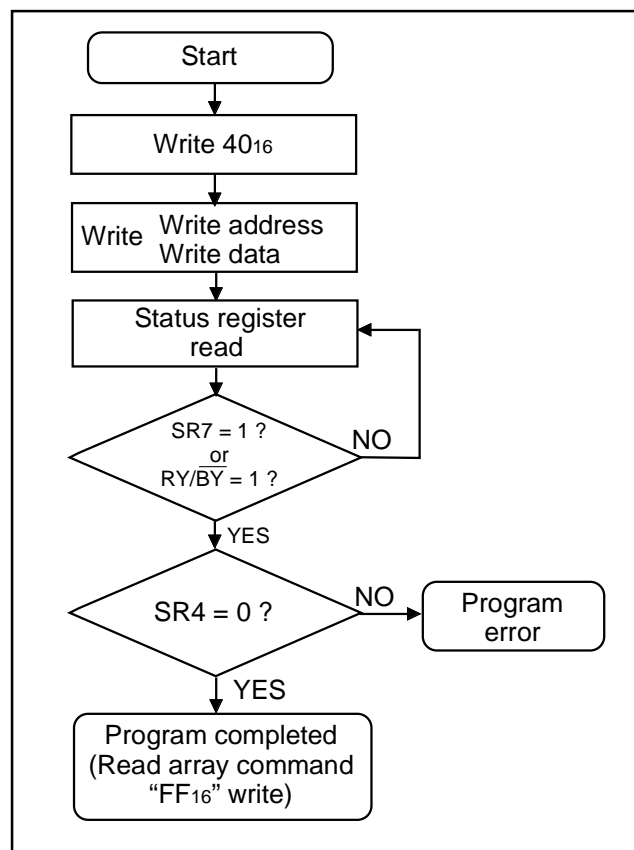 Start
Write 40₁₆
Write Write address
Write data
Status register
read
SR7 = 1 ?
or
RY/B̅Y̅ = 1 ?
NO
YES
SR4 = 0 ?
NO
Program
error
YES
Program completed
(Read array command
“FF₁₆” write)